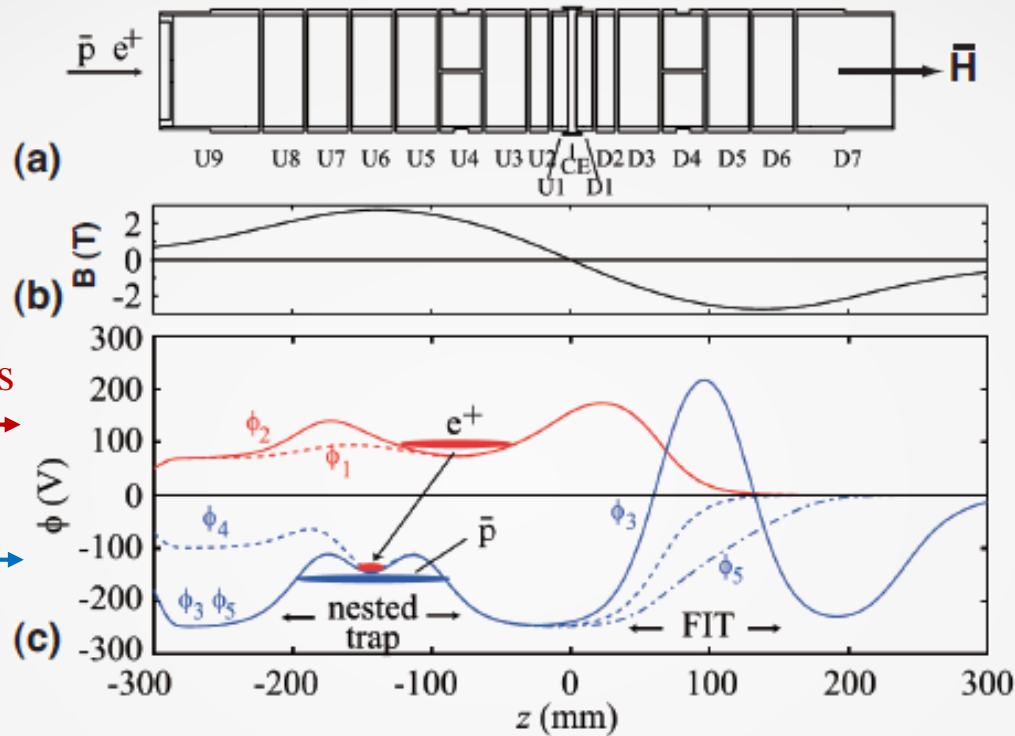 p̄ e⁺
H̄
(a)
U9 U8 U7 U6 U5 U4 U3 U2 CE D2 D3 D4 D5 D6 D7
U1 D1
(b)
B (T)
2
0
-2
s
(c)
ϕ (V)
300
200
100
0
-100
-200
-300
ϕ₂
ϕ₁
e⁺
ϕ₄
p̄
ϕ₃
ϕ₅
ϕ₃ ϕ₅
nested
trap
FIT
-300 -200 -100 0 100 200 300
z (mm)